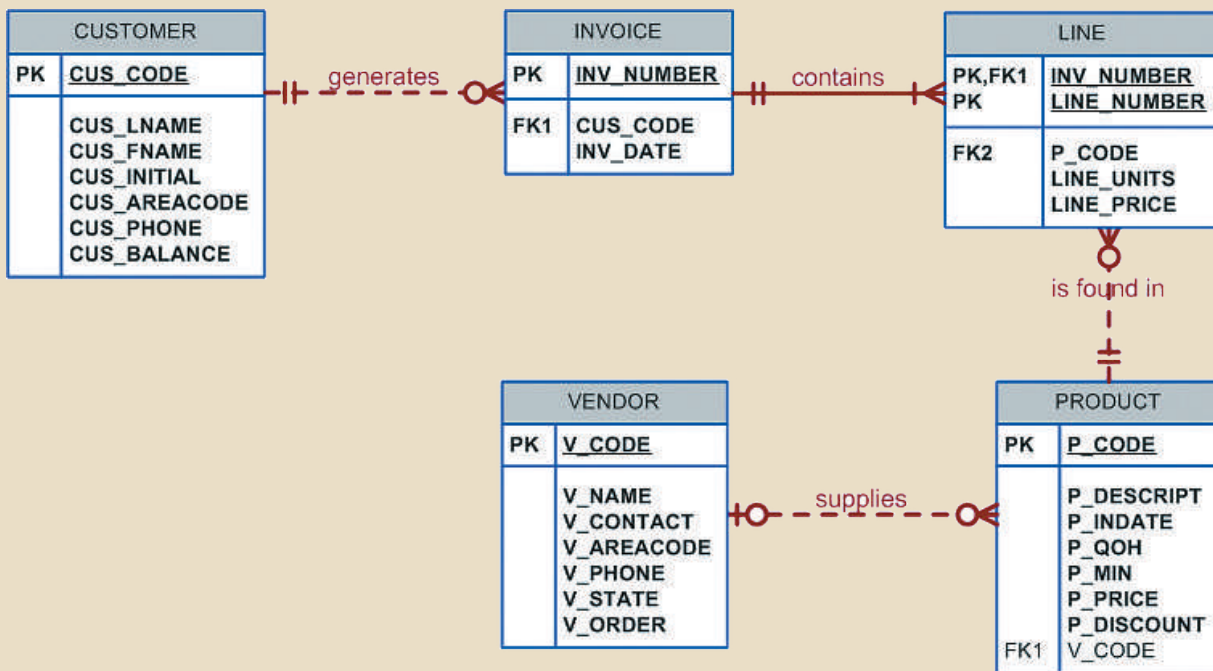 CUSTOMER
PK CUS_CODE
CUS_LNAME
CUS_FNAME
CUS_INITIAL
CUS_AREACODE
CUS_PHONE
CUS_BALANCE
generates
INVOICE
PK INV_NUMBER
FK1 CUS_CODE
INV_DATE
contains
LINE
PK,FK1 INV_NUMBER
PK LINE_NUMBER
FK2 P_CODE
LINE_UNITS
LINE_PRICE
is found in
VENDOR
PK V_CODE
V_NAME
V_CONTACT
V_AREACODE
V_PHONE
V_STATE
V_ORDER
supplies
PRODUCT
PK P_CODE
P_DESCRIPT
P_INDATE
P_QOH
P_MIN
P_PRICE
P_DISCOUNT
FK1 V_CODE